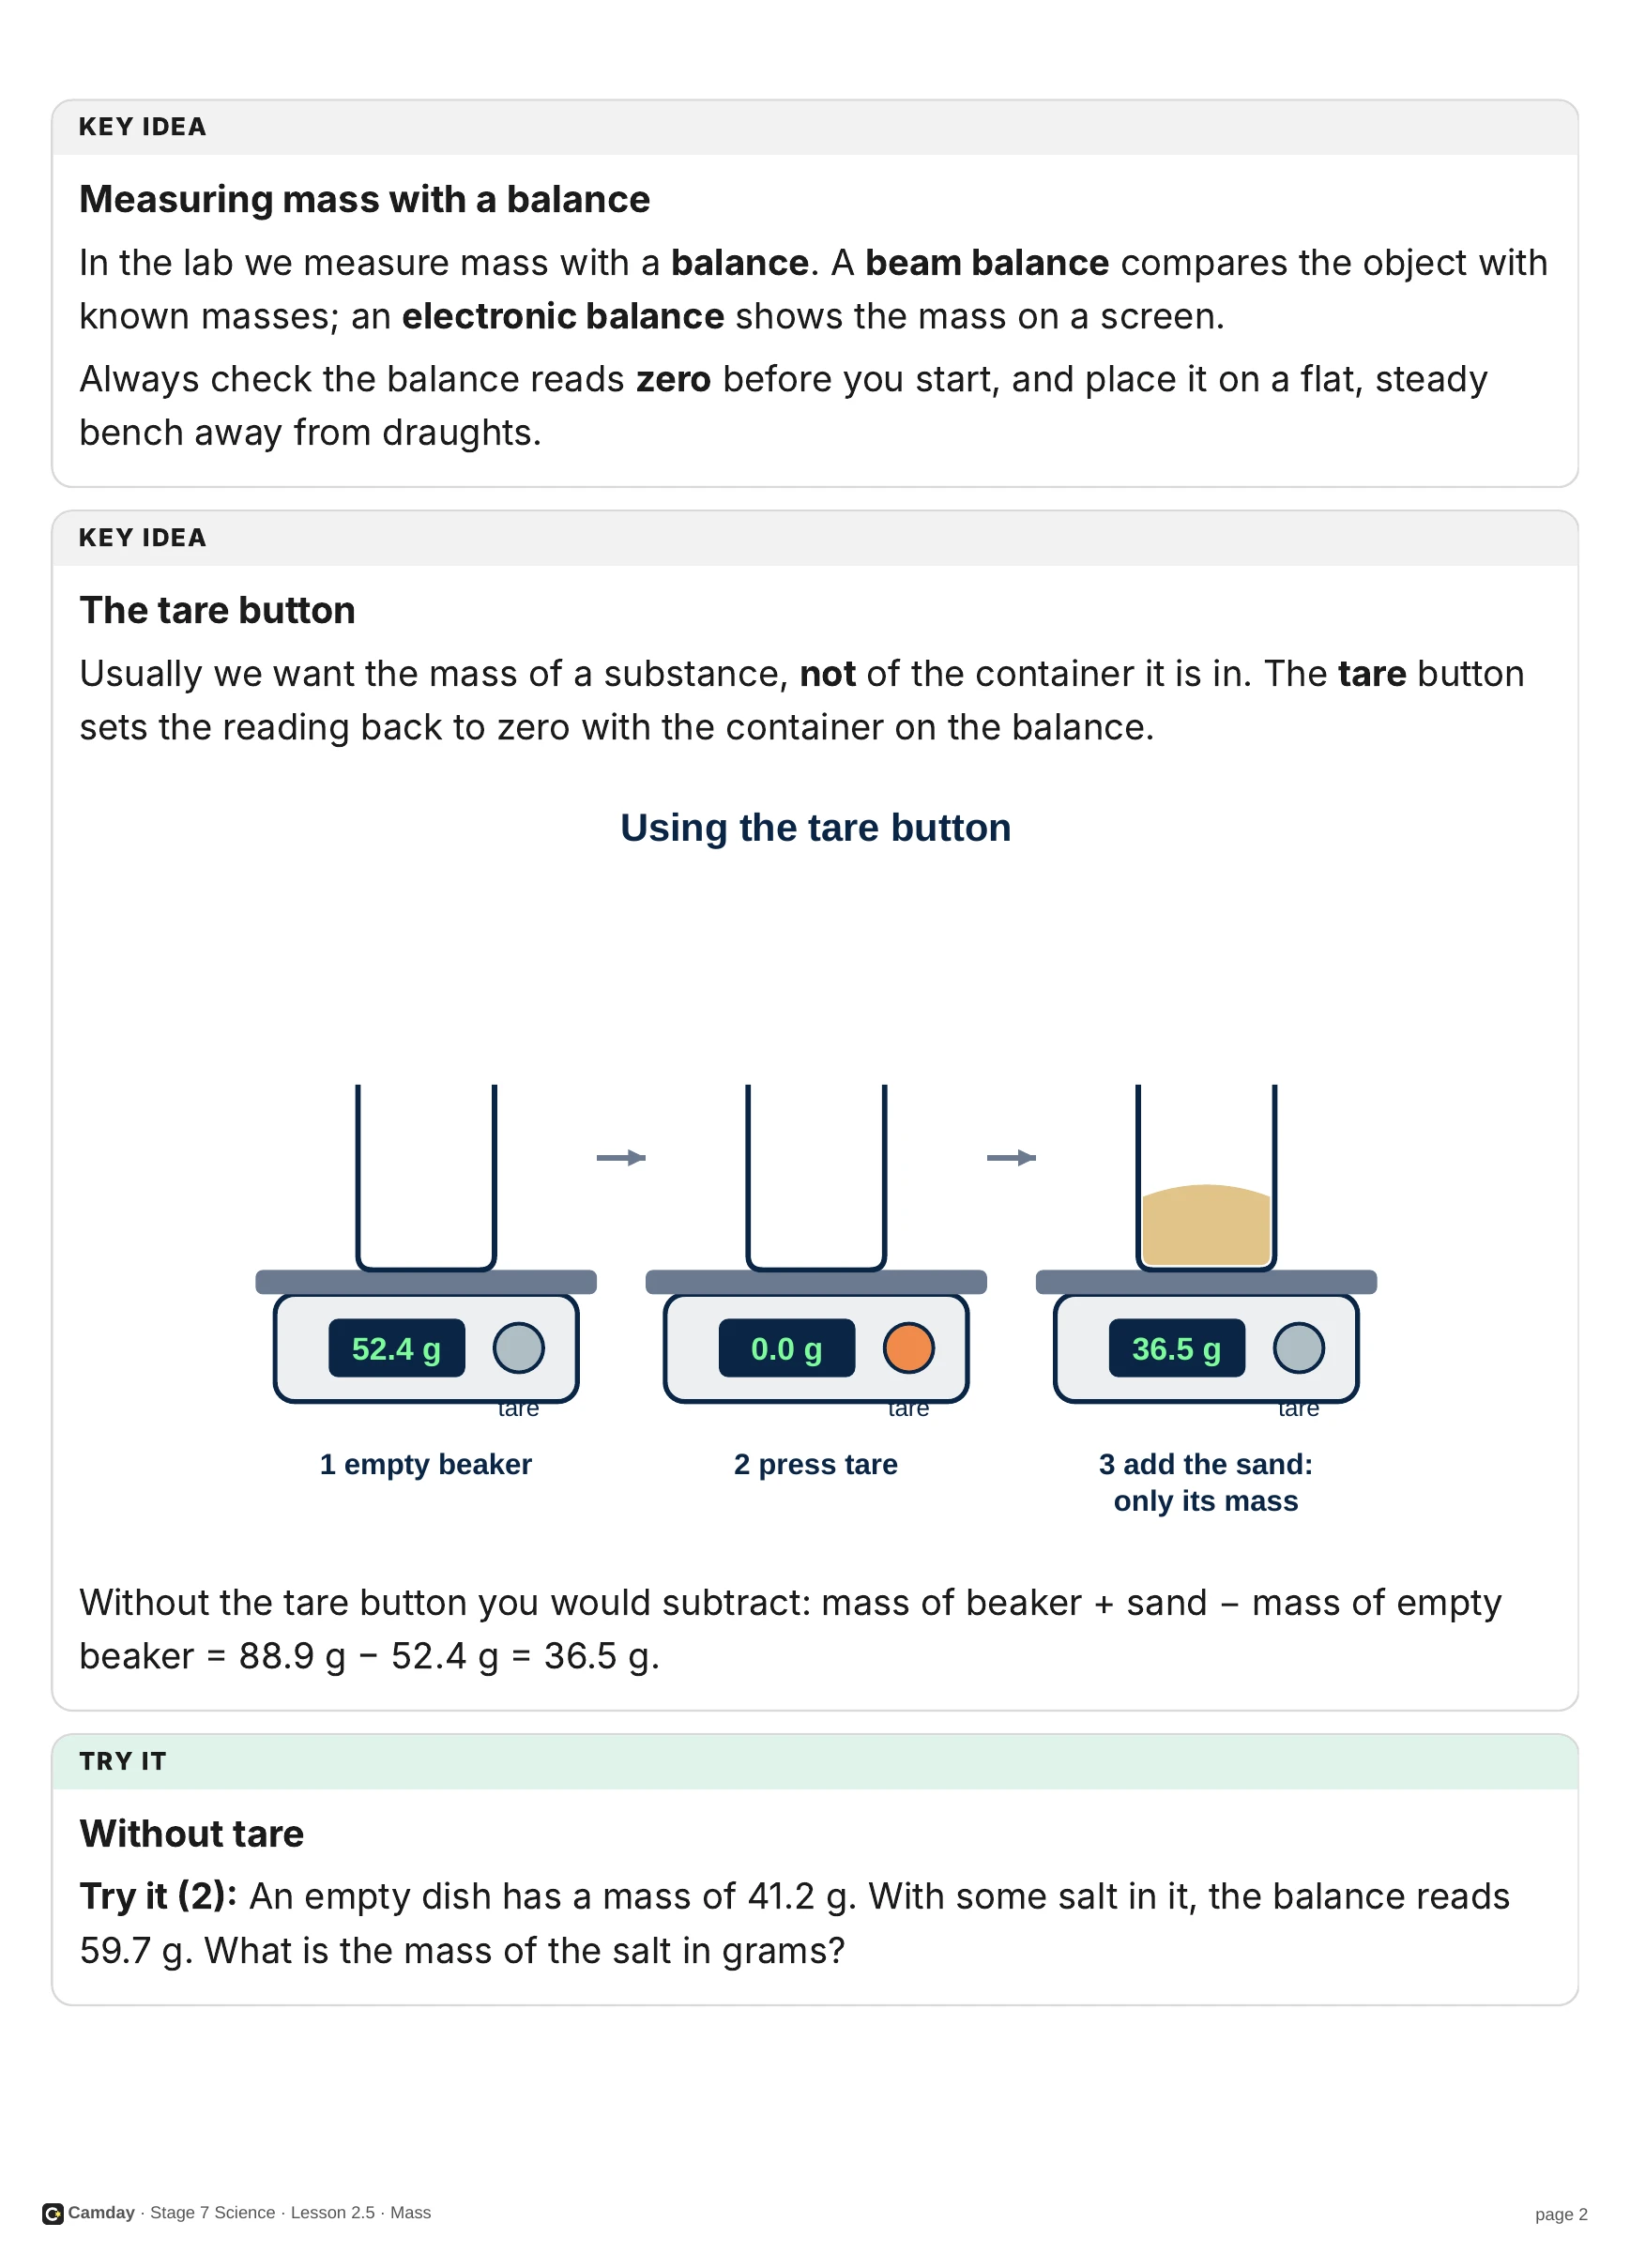 KEY IDEA
Measuring mass with a balance
In the lab we measure mass with a balance. A beam balance compares the object with
known masses; an electronic balance shows the mass on a screen.
Always check the balance reads zero before you start, and place it on a flat, steady
bench away from draughts.
KEY IDEA
The tare button
Usually we want the mass of a substance, not of the container it is in. The tare button
sets the reading back to zero with the container on the balance.
Using the tare button
52.4 g
0.0 g
36.5 g
tare
tare
tare
1 empty beaker
2 press tare
3 add the sand:
only its mass
Without the tare button you would subtract: mass of beaker + sand − mass of empty
beaker = 88.9 g − 52.4 g = 36.5 g.
TRY IT
Without tare
Try it (2): An empty dish has a mass of 41.2 g. With some salt in it, the balance reads
59.7 g. What is the mass of the salt in grams?
Camday · Stage 7 Science · Lesson 2.5 · Mass
page 2